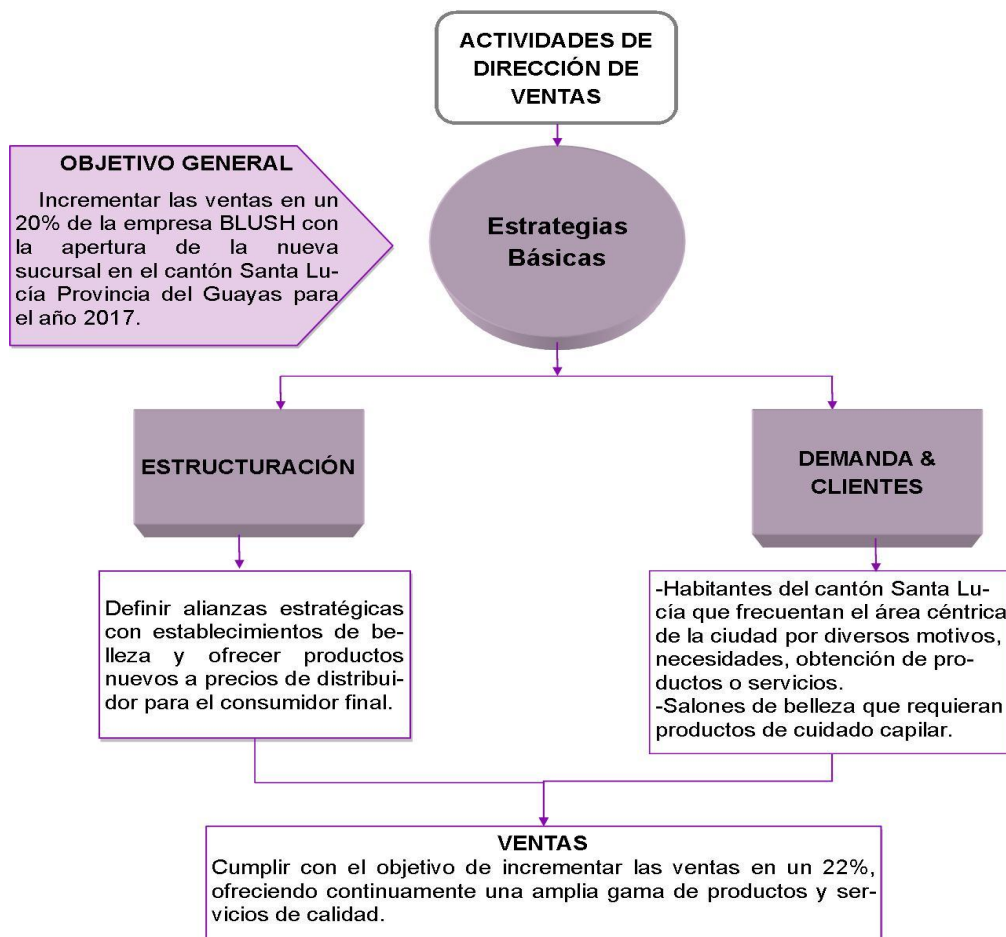 ACTIVIDADES DE
DIRECCIÓN DE
VENTAS
OBJETIVO GENERAL
Incrementar las ventas en un
20% de la empresa BLUSH con
la apertura de la nueva
sucursal en el cantón Santa Lu-
cía Provincia del Guayas para
el año 2017.
Estrategias
Básicas
ESTRUCTURACIÓN
DEMANDA &
CLIENTES
Definir alianzas estratégicas
con establecimientos de be-
lleza y ofrecer productos
nuevos a precios de distribui-
dor para el consumidor final.
-Habitantes del cantón Santa Lu-
cía que frecuentan el área céntrica
de la ciudad por diversos motivos,
necesidades, obtención de pro-
ductos o servicios.
-Salones de belleza que requieran
productos de cuidado capilar.
VENTAS
Cumplir con el objetivo de incrementar las ventas en un 22%,
ofreciendo continuamente una amplia gama de productos y ser-
vicios de calidad.